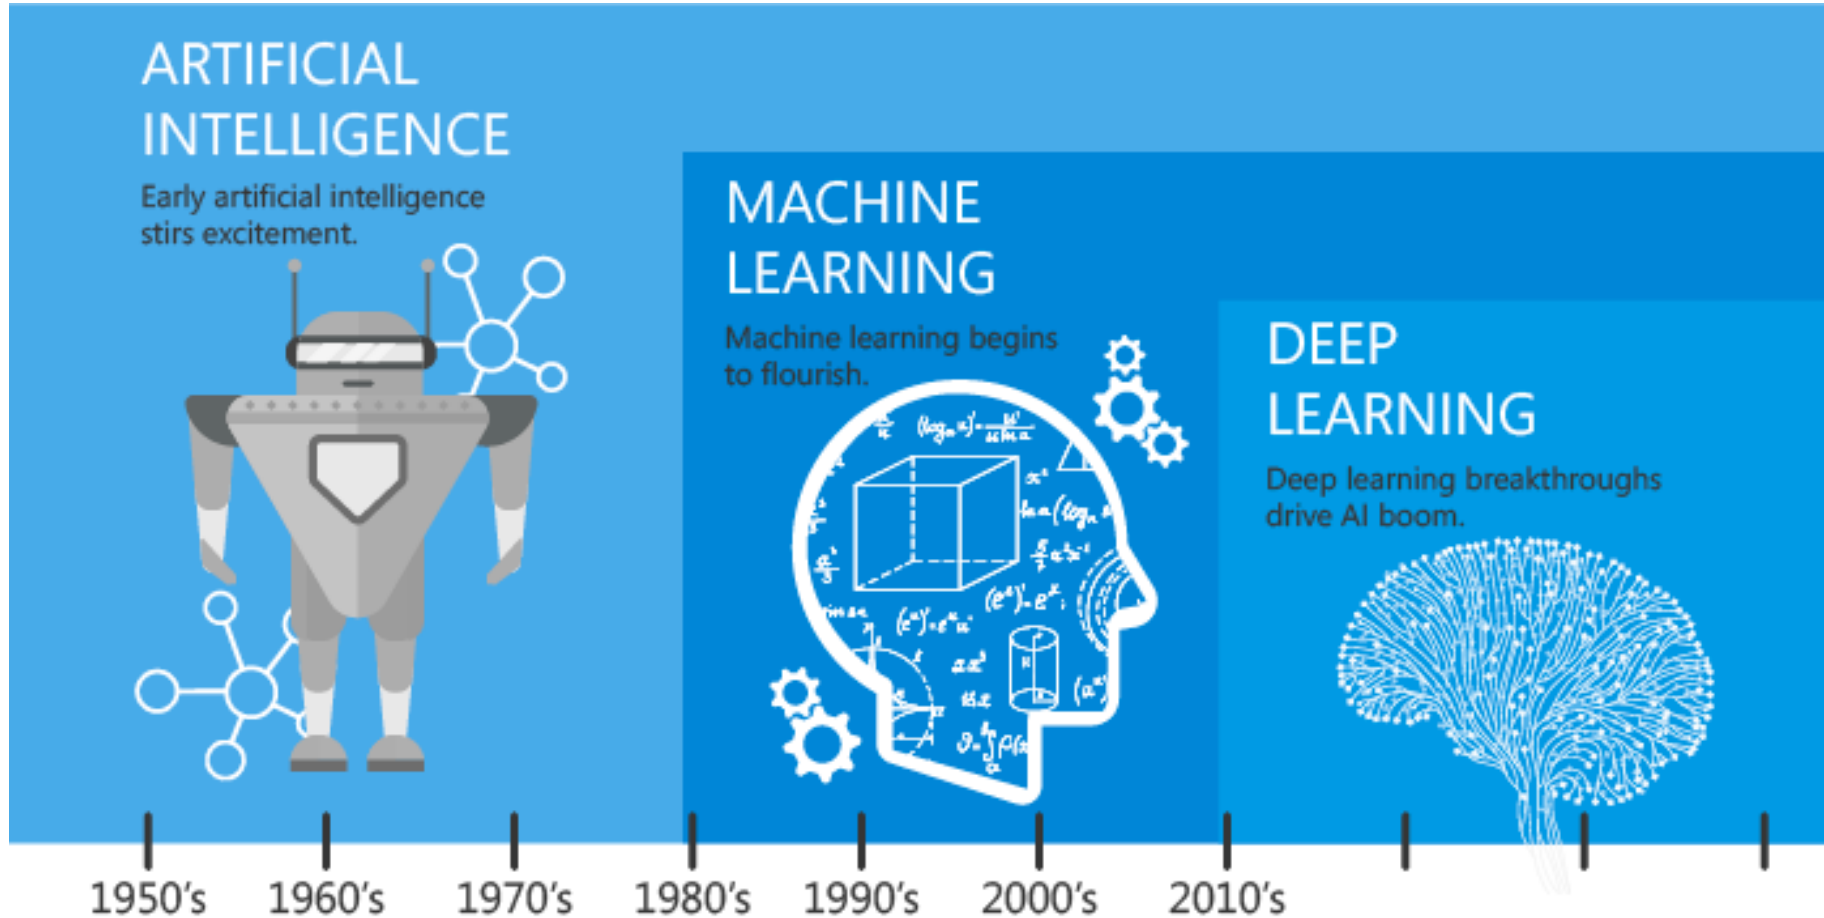 ARTIFICIAL
INTELLIGENCE
Early artificial intelligence
stirs excitement.
MACHINE
LEARNING
Machine learning begins
to flourish.
DEEP
LEARNING
Deep learning breakthroughs
drive AI boom.
1950's 1960's 1970's 1980's 1990's 2000's 2010's